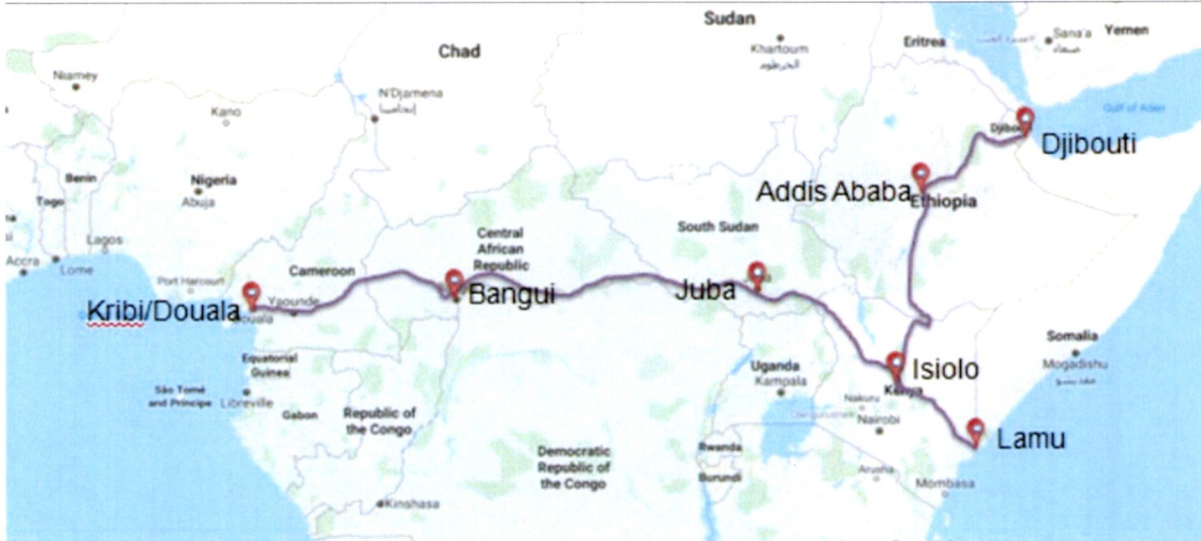 Sudan
Khartoum
الخرطوم
Chad
Eritrea
Sana'a
صنعاء
Yemen
Niamey
N'Djamena
Kano
Gulf of Aden
Djibouti
Benin
Nigeria
Abuja
Togo
Addis Ababa
Ethiopia
Lagos
Accra
Lome
Central
African
Republic
South Sudan
Port Harcourt
Cameroon
Yaounde
Kribi/Douala
Bangui
Juba
Equatorial
Guinea
São Tomé
and Príncipe
Libreville
Gabon
Republic of
the Congo
Uganda
Kampala
Isiolo
Kenya
Nakuru
Nairobi
Somalia
Mogadishu
Lamu
Rwanda
Burundi
Democratic
Republic of
the Congo
Arusha
Mombasa
Kinshasa